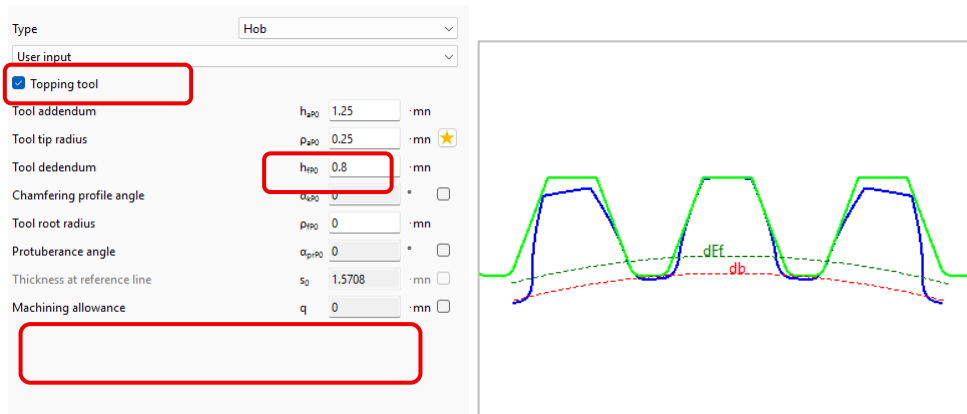 Type Hob
User input
Topping tool
Tool addendum haP0 1.25 ·mn
Tool tip radius ρaP0 0.25 ·mn
Tool dedendum hfP0 0.8 ·mn
Chamfering profile angle αKP0 0 °
Tool root radius ρfP0 0 ·mn
Protuberance angle αprP0 0 °
Thickness at reference line s0 1.5708 ·mn
Machining allowance q 0 ·mn
dEf
db